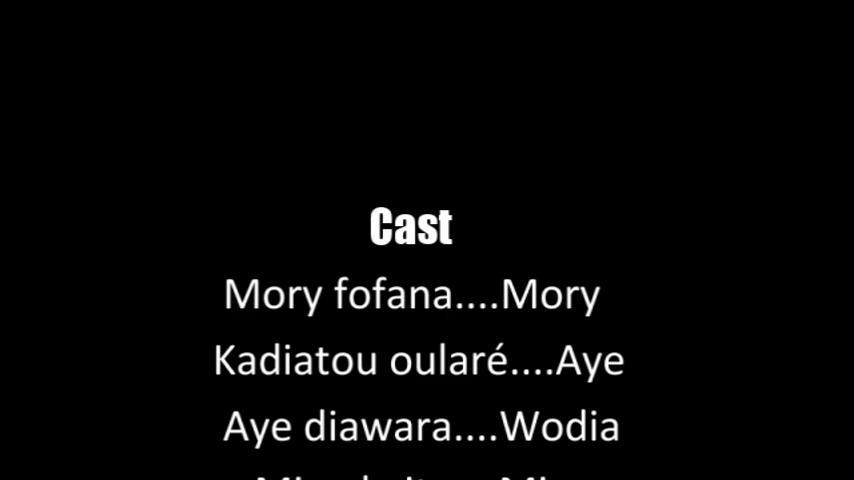 Cast
Mory fofana....Mory
Kadiatou oularé....Aye
Aye diawara....Wodia